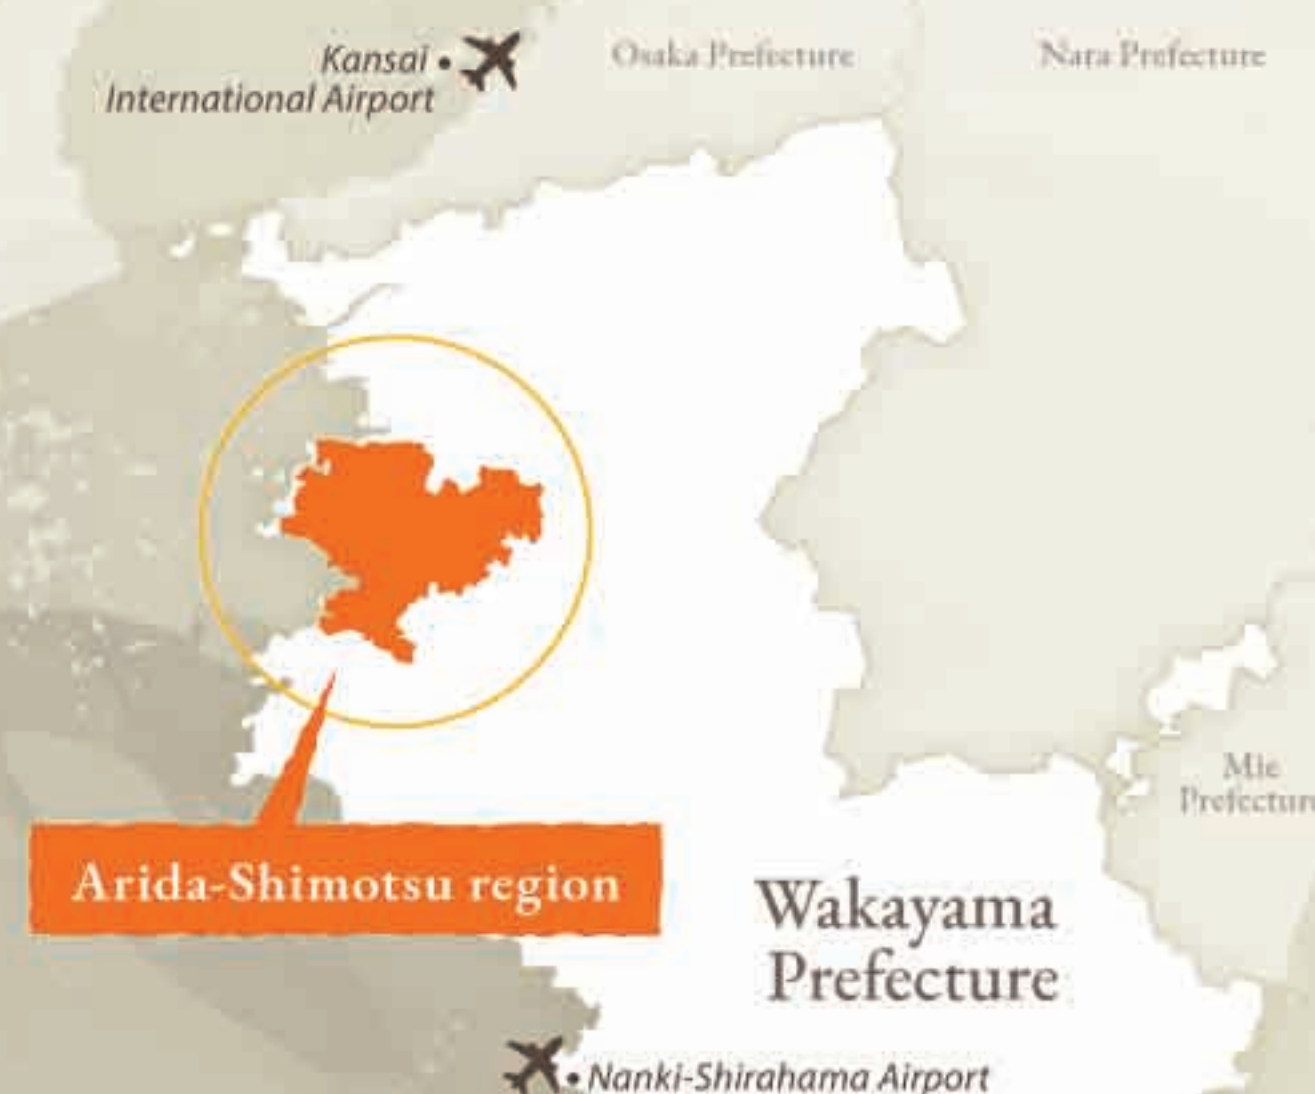 Kansai
International Airport
Osaka Prefecture
Nara Prefecture
Mie
Prefecture
Arida-Shimotsu region
Wakayama
Prefecture
Nanki-Shirahama Airport